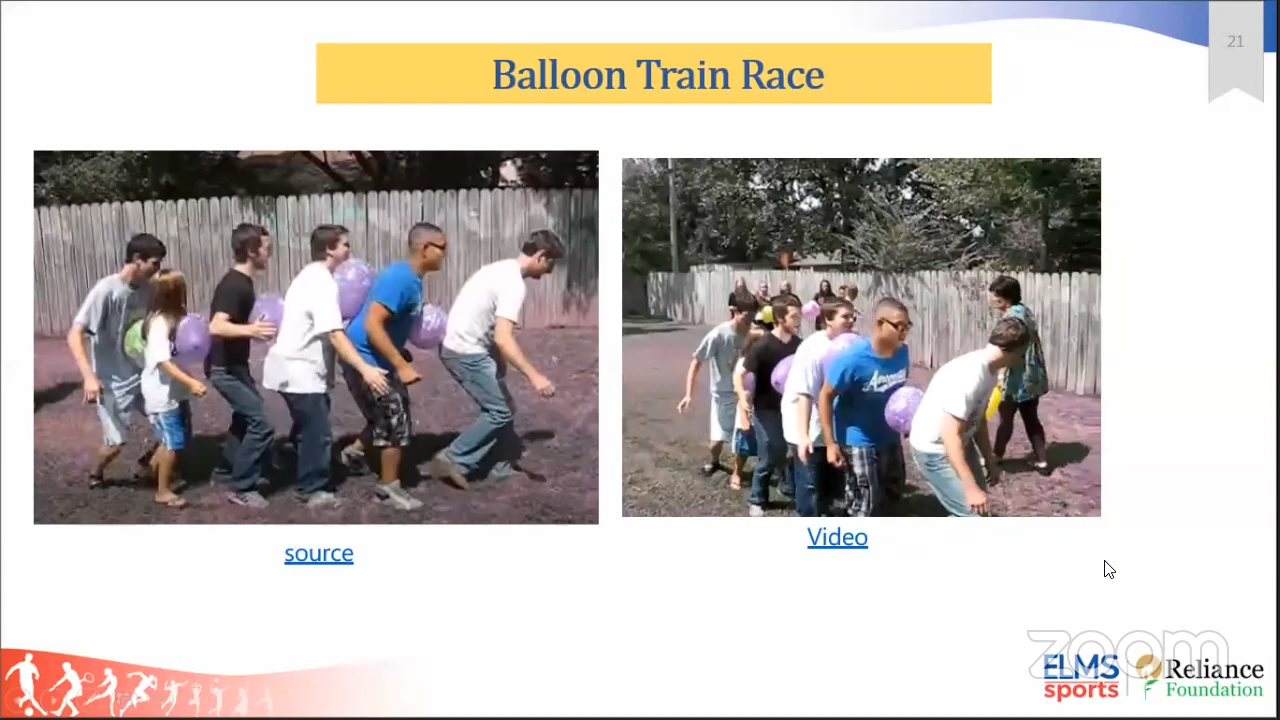 21
Balloon Train Race
source
Video
zoom
ELMS
sports
Reliance
Foundation